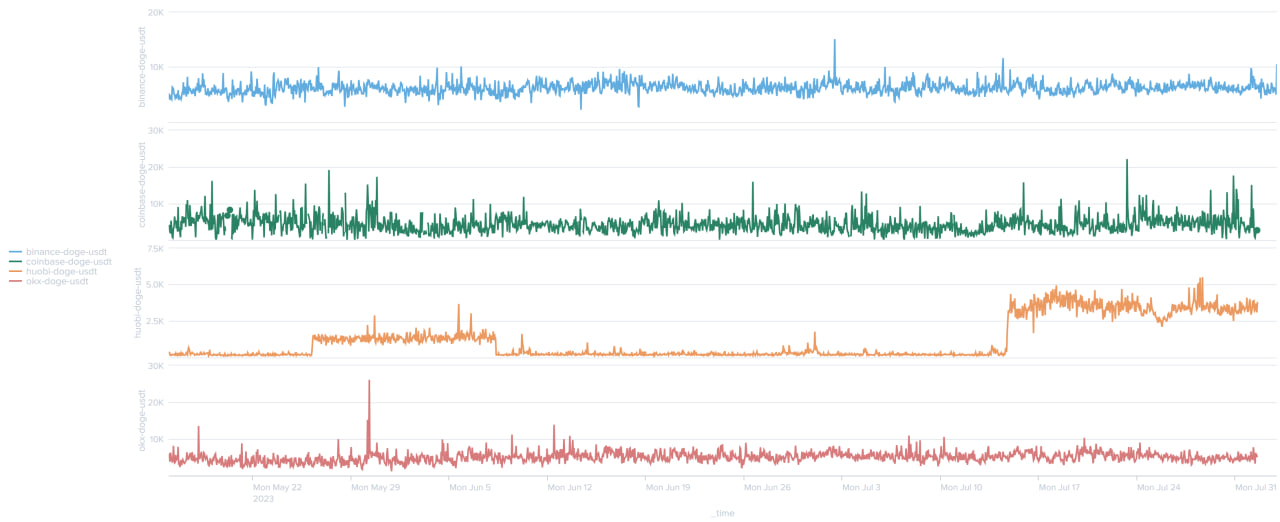 binance-doge-usdt
coinbase-doge-usdt
huobi-doge-usdt
okx-doge-usdt
binance-doge-usdt
20K
10K
coinbase-doge-usdt
30K
20K
10K
huobi-doge-usdt
7.5K
5.0K
2.5K
okx-doge-usdt
30K
10K
Mon May 22
2023
Mon May 29
Mon Jun 5
Mon Jun 12
Mon Jun 19
Mon Jun 26
Mon Jul 3
Mon Jul 10
Mon Jul 17
Mon Jul 24
Mon Jul 31
_time